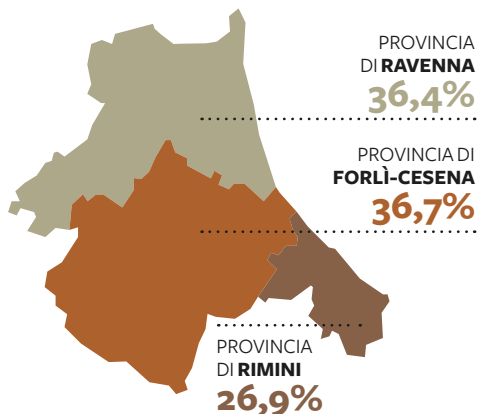 PROVINCIA
DI RAVENNA
36,4%
PROVINCIA DI
FORLÌ-CESENA
36,7%
PROVINCIA
DI RIMINI
26,9%